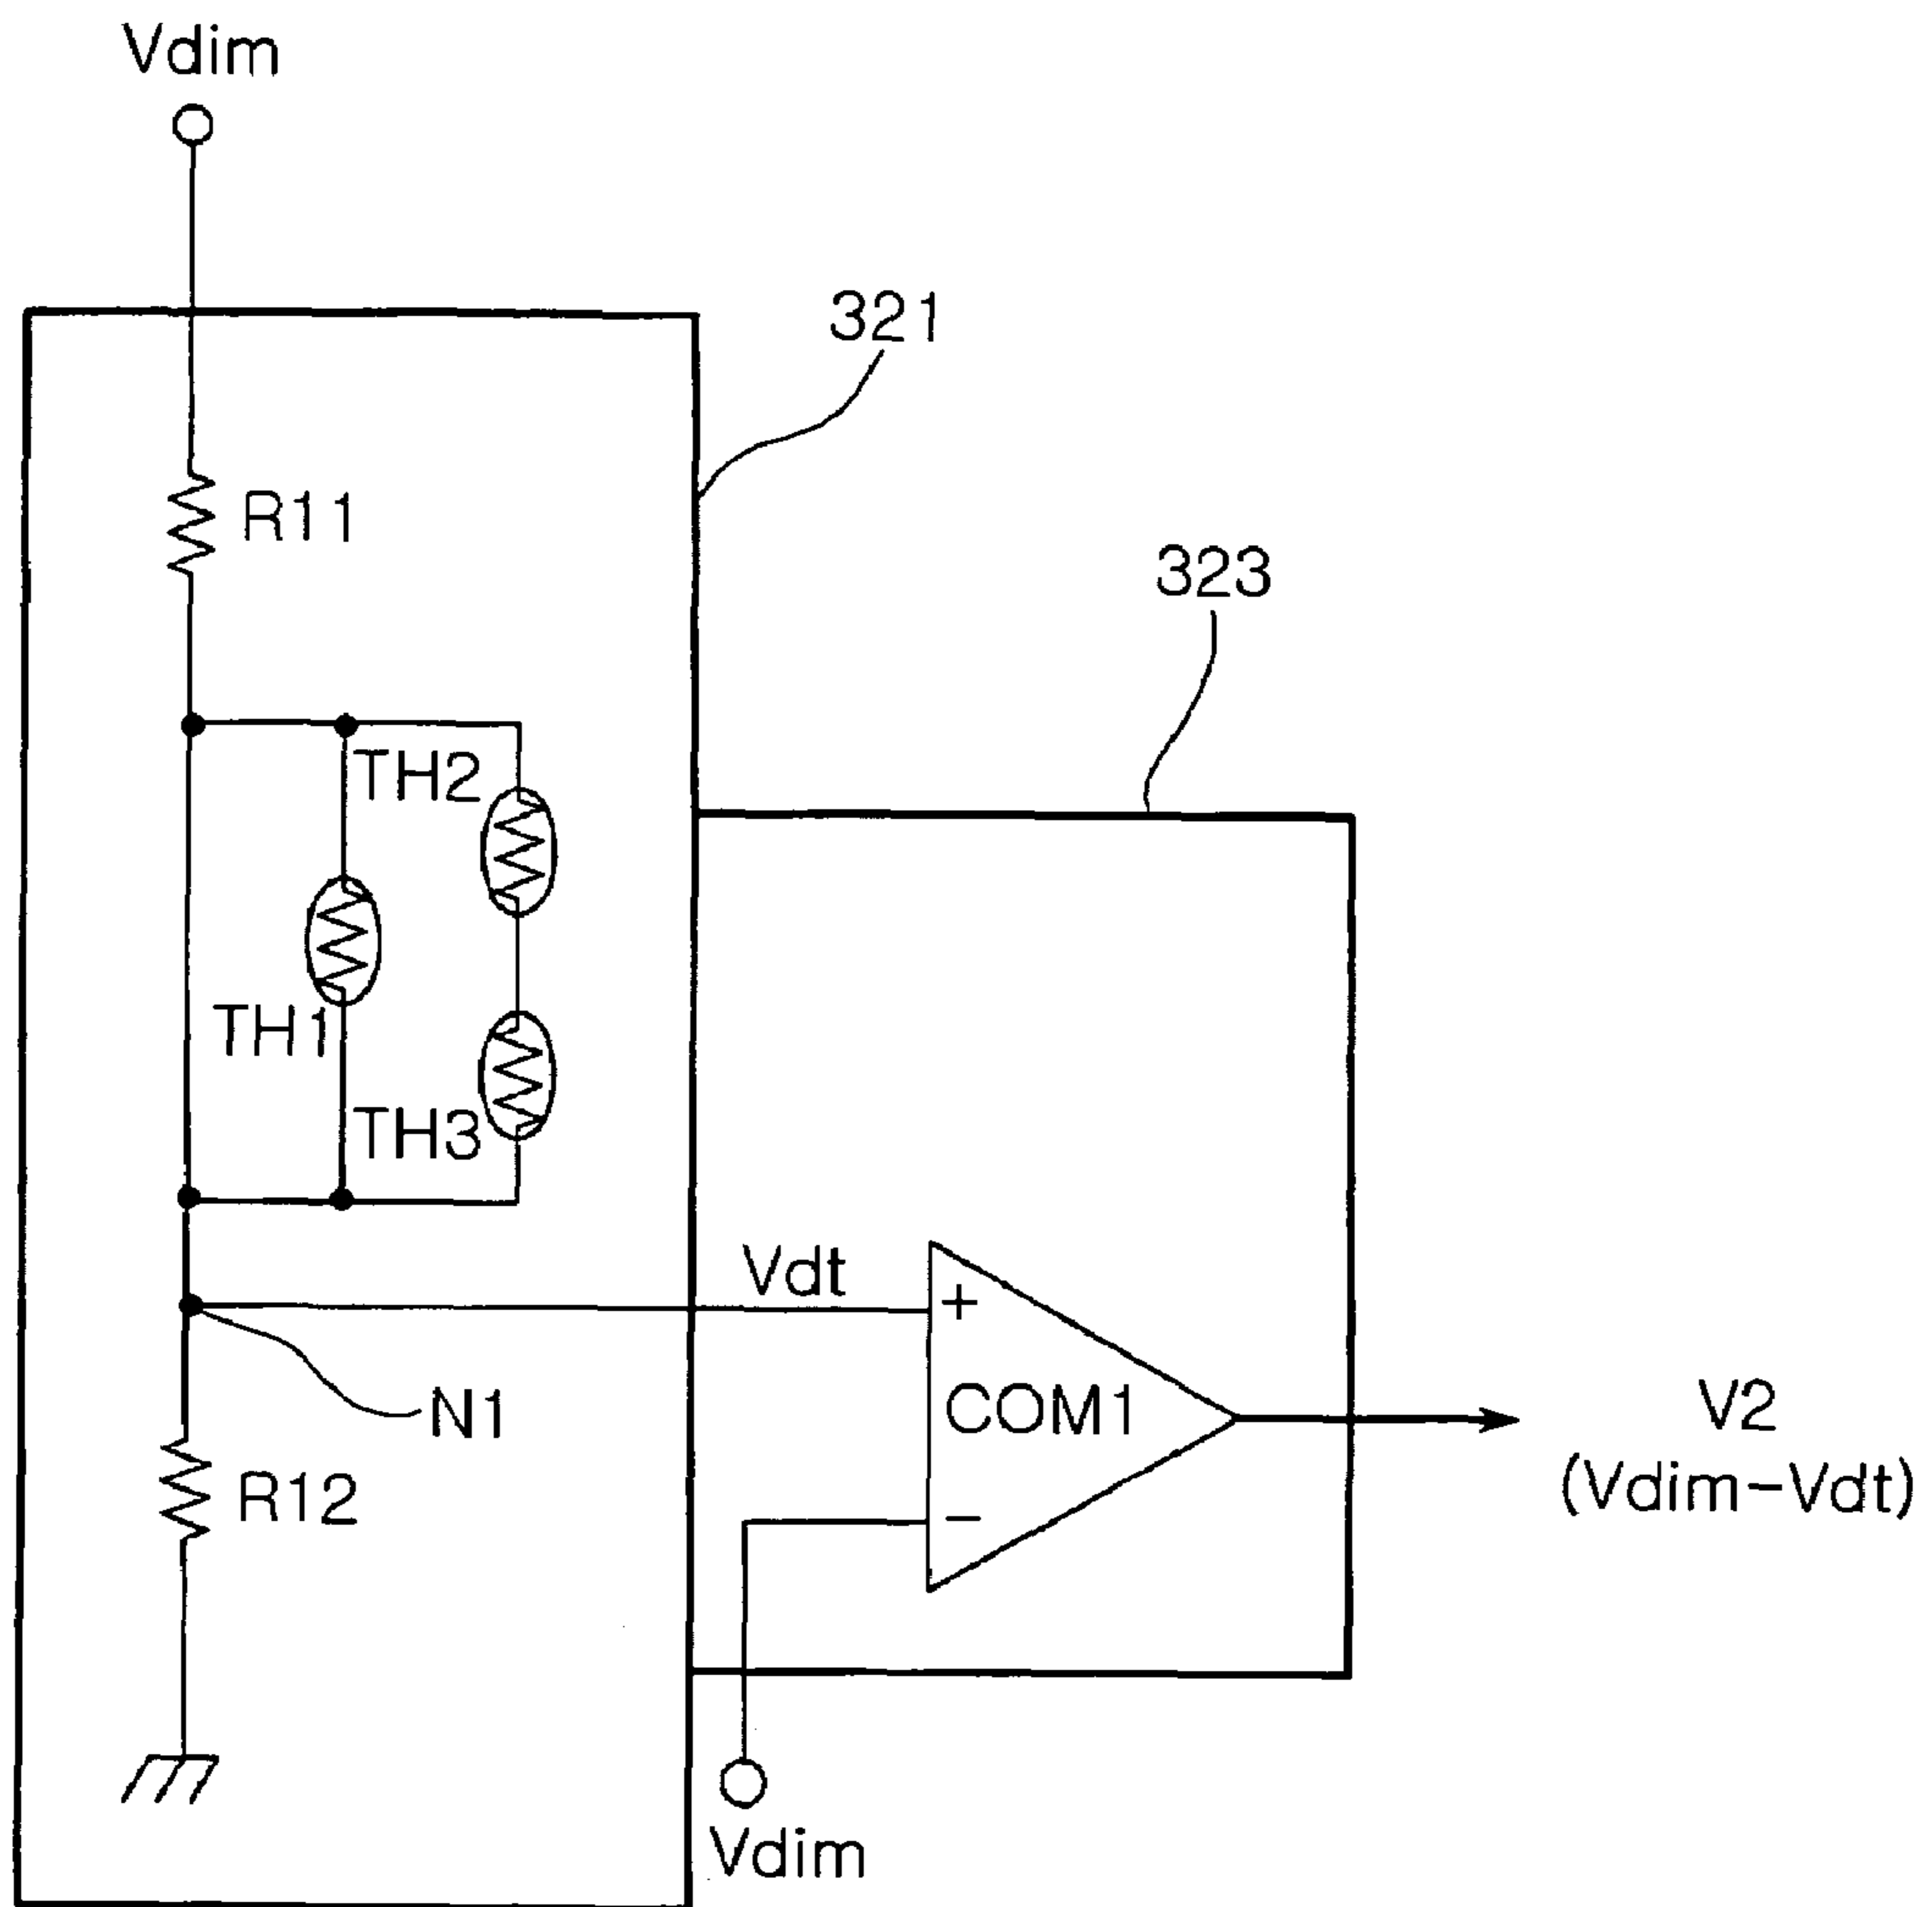 Vdim
321
R11
323
TH2
TH1
TH3
Vdt
+
COM1
N1
V2
(Vdim-Vdt)
R12
-
Vdim